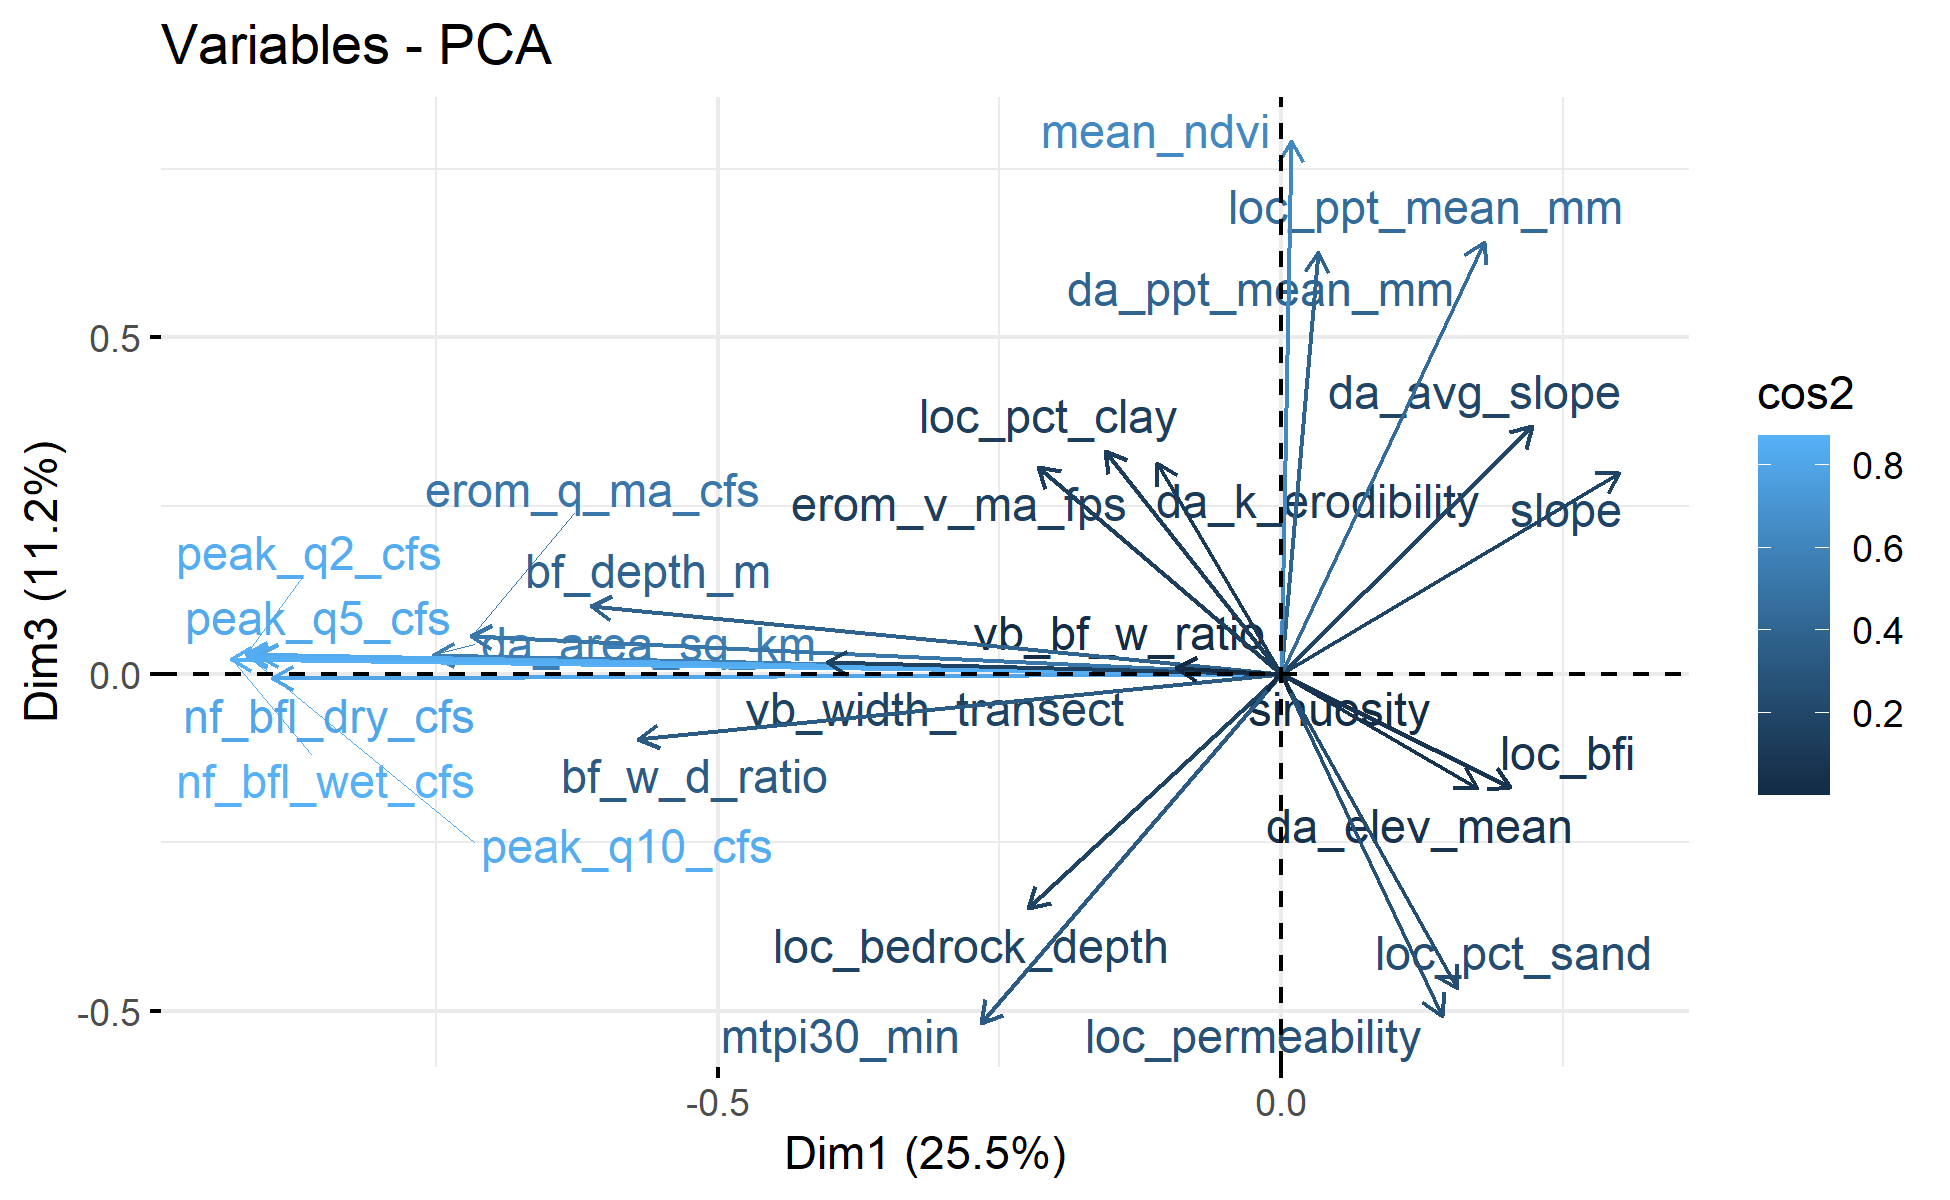 Variables - PCA
mean_ndvi
loc_ppt_mean_mm
da_ppt_mean_mm
da_avg_slope
loc_pct_clay
erom_q_ma_cfs
erom_v_ma_fps
da_k_erodibility
slope
peak_q2_cfs
bf_depth_m
peak_q5_cfs
da_area_sq_km
vb_bf_w_ratio
nf_bfl_dry_cfs
vb_width_transect
sinuosity
loc_bfi
nf_bfl_wet_cfs
bf_w_d_ratio
peak_q10_cfs
da_elev_mean
loc_bedrock_depth
loc_pct_sand
mtpi30_min
loc_permeability
0.5
0.0
-0.5
Dim3 (11.2%)
-0.5
0.0
Dim1 (25.5%)
cos2
0.8
0.6
0.4
0.2